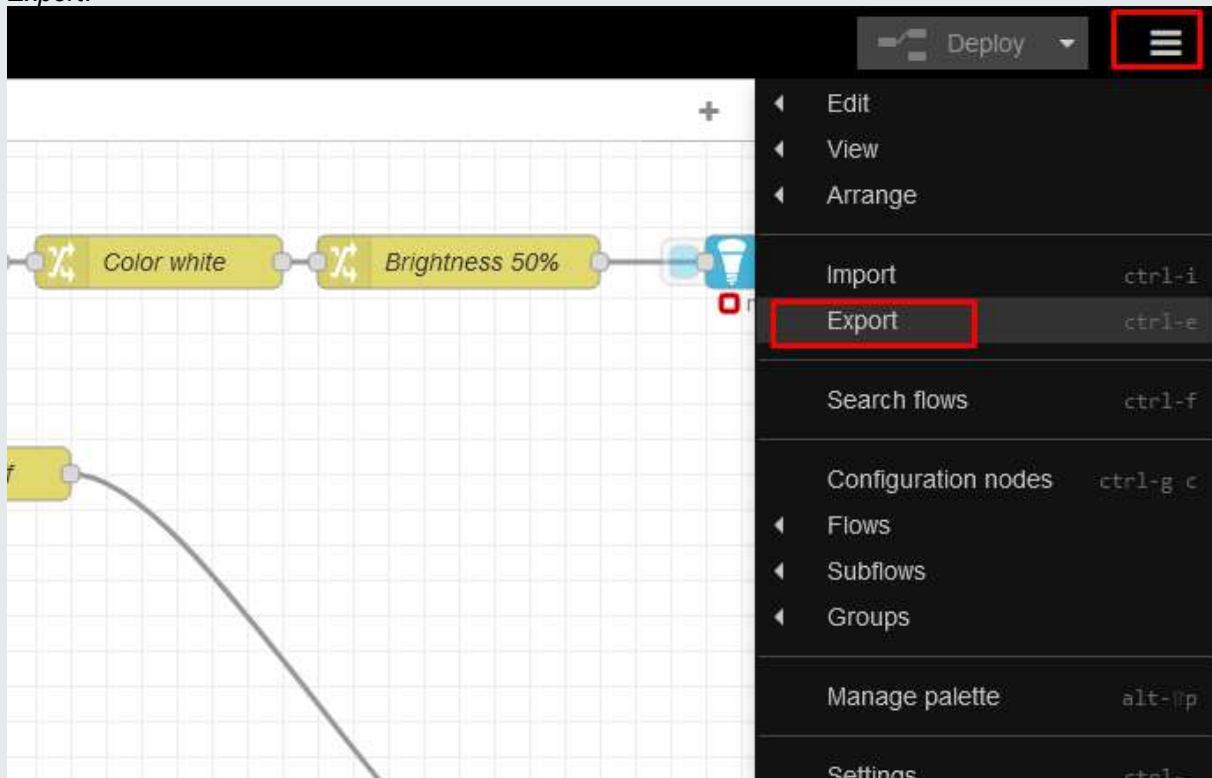 Export.
Deploy
Edit
View
Arrange
Color white
Brightness 50%
Import ctrl-i
Export ctrl-e
Search flows ctrl-f
f
Configuration nodes ctrl-g c
Flows
Subflows
Groups
Manage palette
Settings